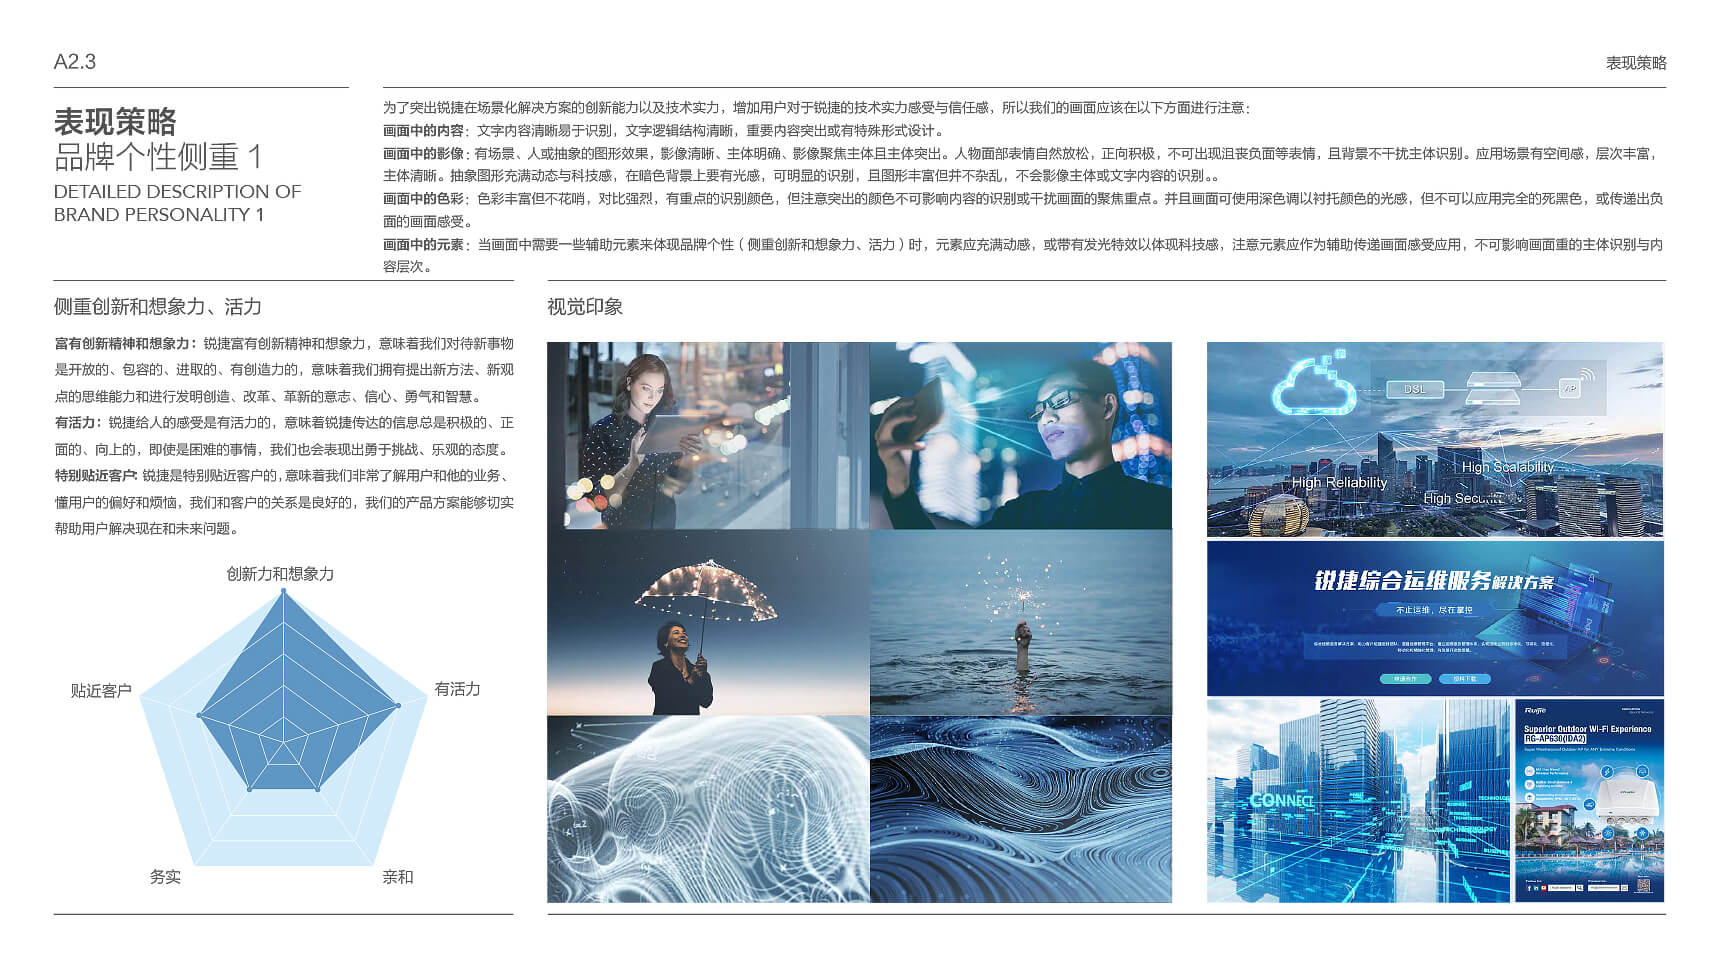 A2.3
表现策略
表现策略
品牌个性侧重 1
DETAILED DESCRIPTION OF
BRAND PERSONALITY 1
为了突出锐捷在场景化解决方案的创新能力以及技术实力，增加用户对于锐捷的技术实力感受与信任感，所以我们的画面应该在以下方面进行注意：
画面中的内容：文字内容清晰易于识别，文字逻辑结构清晰，重要内容突出或有特殊形式设计。
画面中的影像：有场景、人或抽象的图形效果，影像清晰、主体明确、影像聚焦主体且主体突出。人物面部表情自然放松，正向积极，不可出现沮丧负面等表情，且背景不干扰主体识别。应用场景有空间感，层次丰富，
主体清晰。抽象图形充满动态与科技感，在暗色背景上要有光感，可明显的识别，且图形丰富但并不杂乱，不会影像主体或文字内容的识别。。
画面中的色彩：色彩丰富但不花哨，对比强烈，有重点的识别颜色，但注意突出的颜色不可影响内容的识别或干扰画面的聚焦重点。并且画面可使用深色调以衬托颜色的光感，但不可以应用完全的死黑色，或传递出负
面的画面感受。
画面中的元素：当画面中需要一些辅助元素来体现品牌个性（侧重创新和想象力、活力）时，元素应充满动感，或带有发光特效以体现科技感，注意元素应作为辅助传递画面感受应用，不可影响画面重的主体识别与内
容层次。
侧重创新和想象力、活力
富有创新精神和想象力：锐捷富有创新精神和想象力，意味着我们对待新事物
是开放的、包容的、进取的、有创造力的，意味着我们拥有提出新方法、新观
点的思维能力和进行发明创造、改革、革新的意志、信心、勇气和智慧。
有活力：锐捷给人的感受是有活力的，意味着锐捷传达的信息总是积极的、正
面的、向上的，即使是困难的事情，我们也会表现出勇于挑战、乐观的态度。
特别贴近客户：锐捷是特别贴近客户的，意味着我们非常了解用户和他的业务、
懂用户的偏好和烦恼，我们和客户的关系是良好的，我们的产品方案能够切实
帮助用户解决现在和未来问题。
创新力和想象力
贴近客户
有活力
务实
亲和
视觉印象
DSL
AP
High Scalability
High Reliability
High Security
锐捷综合运维服务解决方案
不止运维，尽在掌控
申请合作
资料下载
CONNECT
TECHNOLOGY
BUSINESS
TECHNOLOGY
Ruijie
Superior Outdoor Wi-Fi Experience
RG-AP630(IDA2)
Super Weatherproof Outdoor AP for ANY Extreme Conditions